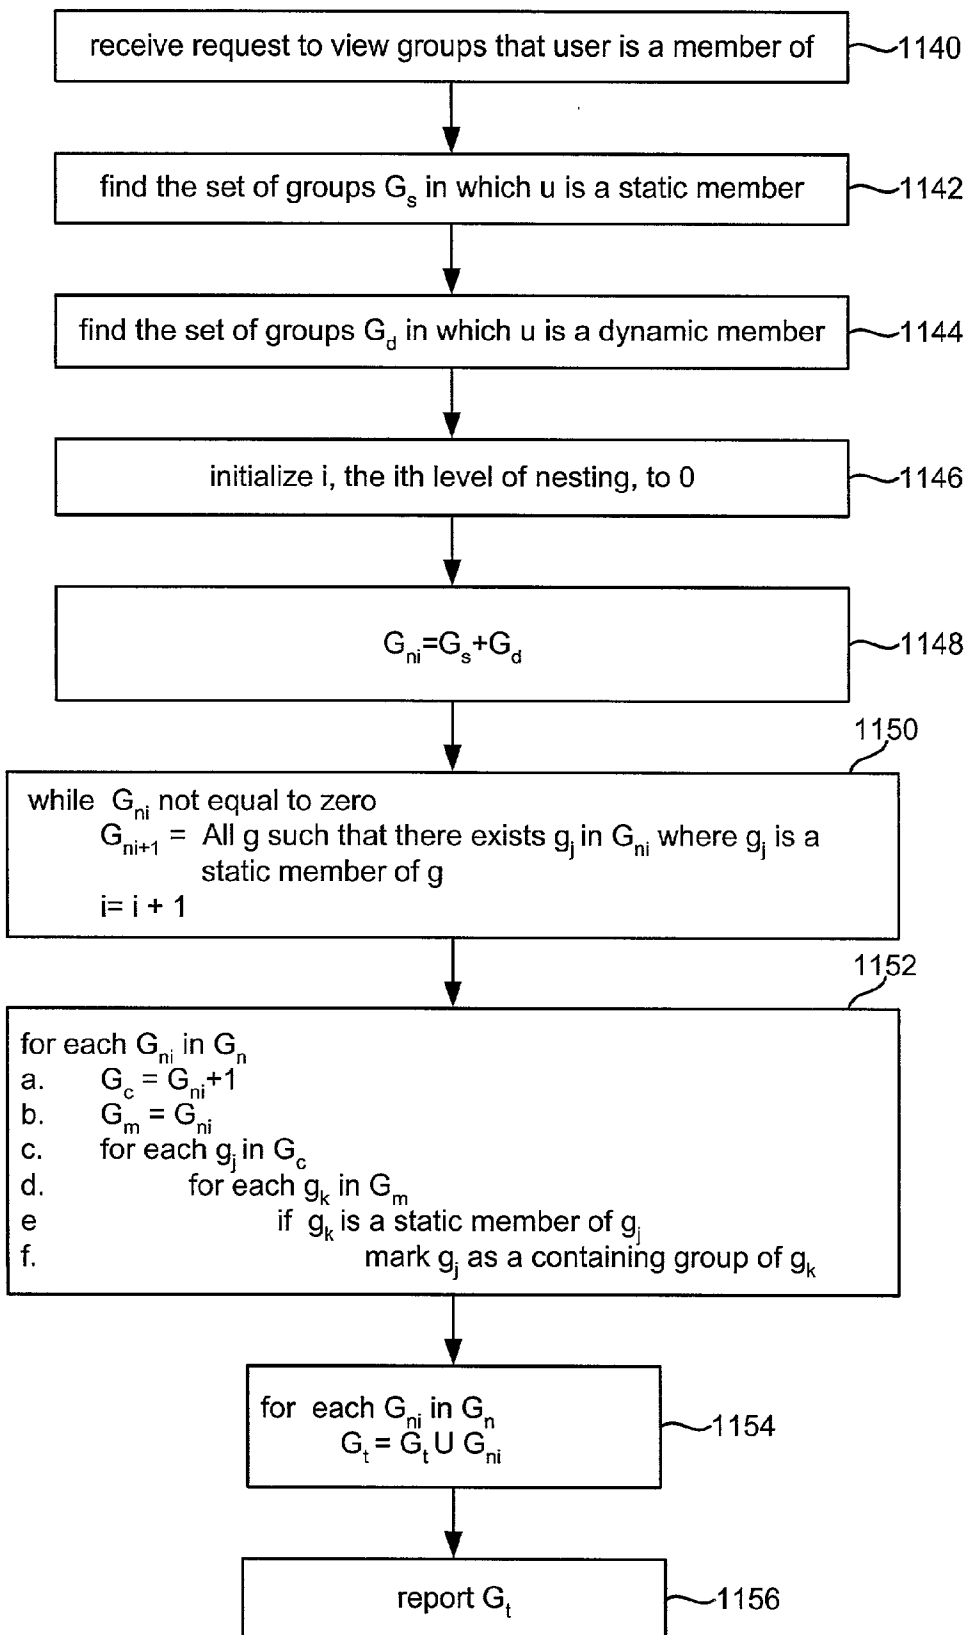 receive request to view groups that user is a member of
1140
find the set of groups Gs in which u is a static member
1142
find the set of groups Gd in which u is a dynamic member
1144
initialize i, the ith level of nesting, to 0
1146
Gni=Gs+Gd
1148
1150
while Gni not equal to zero
Gni+1 = All g such that there exists gj in Gni where gj is a
static member of g
i= i + 1
1152
for each Gni in Gn
a. Gc = Gni+1
b. Gm = Gni
c. for each gj in Gc
d. for each gk in Gm
e if gk is a static member of gj
f. mark gj as a containing group of gk
for each Gni in Gn
Gt = Gt U Gni
1154
report Gt
1156